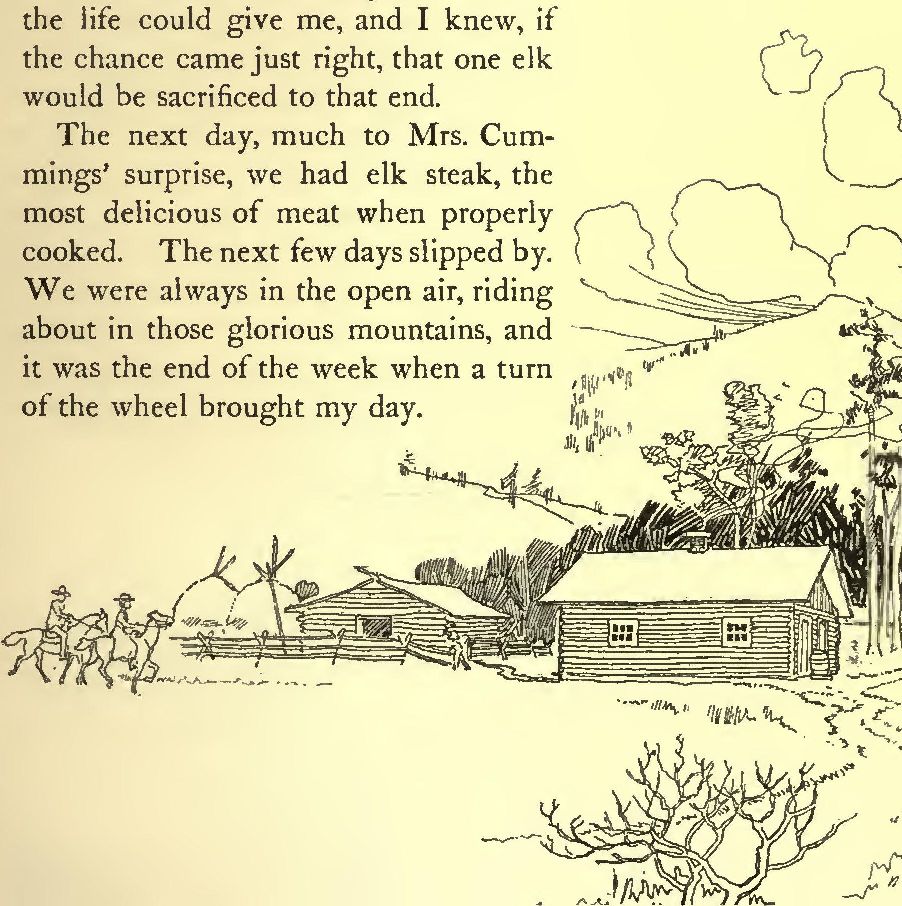 the life could give me, and I knew, if
the chance came just right, that one elk
would be sacrificed to that end.
The next day, much to Mrs. Cum-
mings' surprise, we had elk steak, the
most delicious of meat when properly
cooked. The next few days slipped by.
We were always in the open air, riding
about in those glorious mountains, and
it was the end of the week when a turn
of the wheel brought my day.